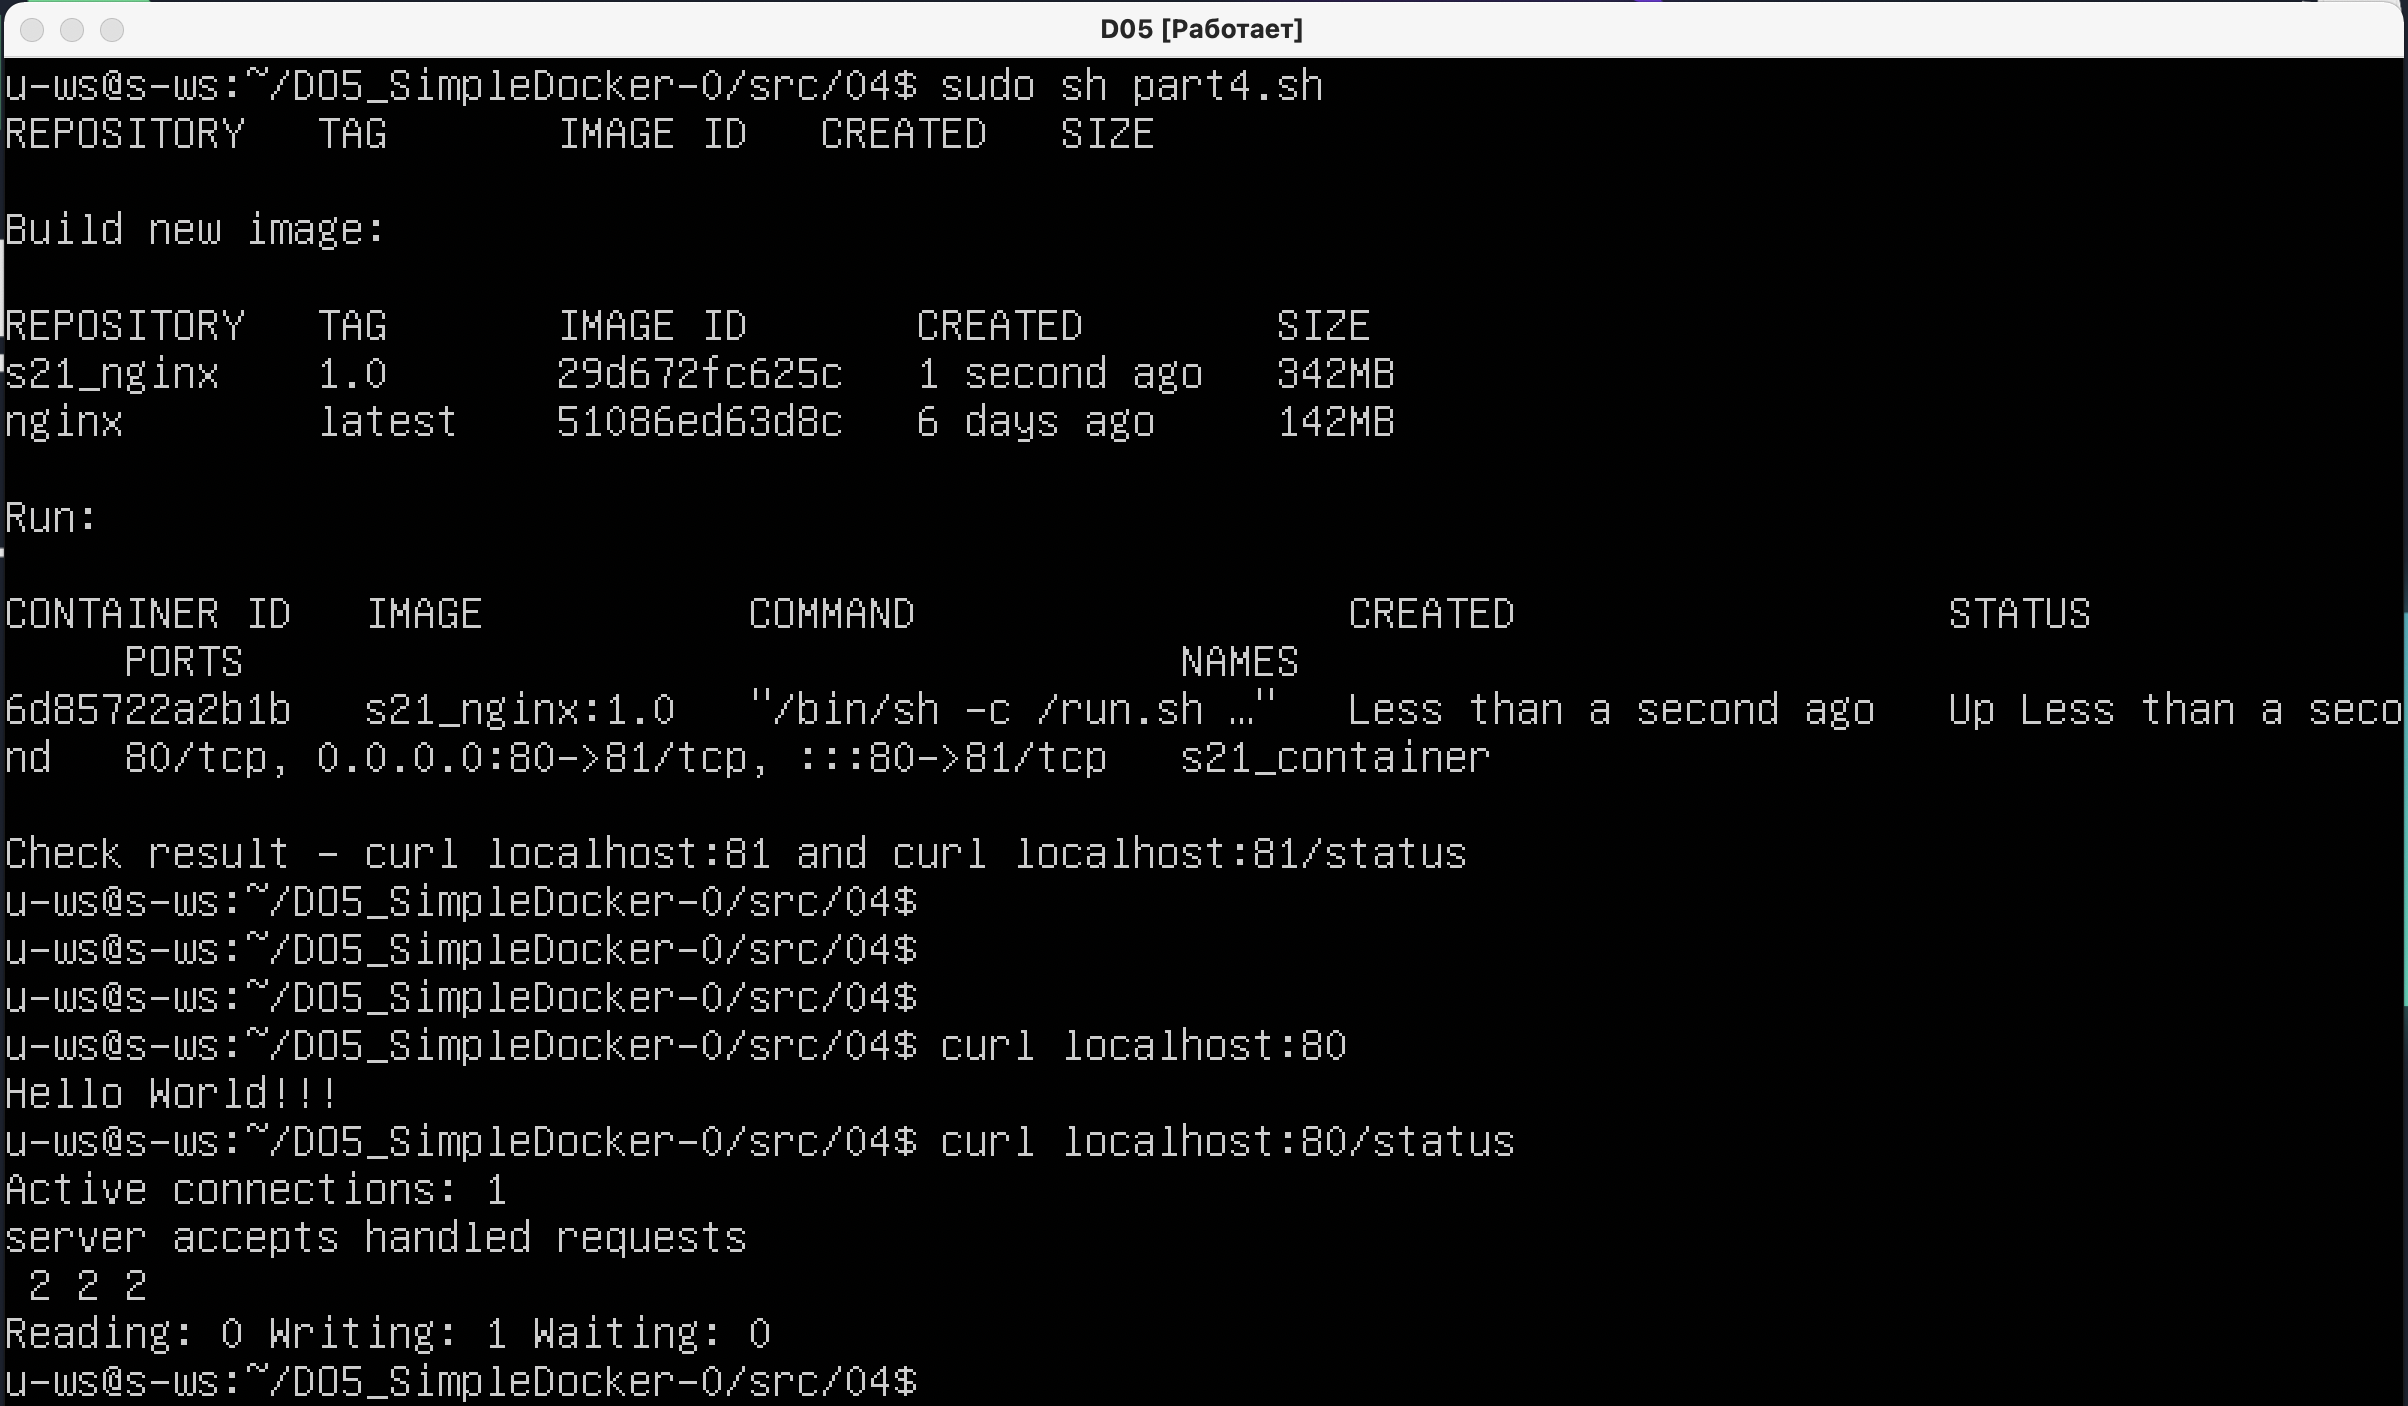 D05 [Работает]
u-ws@s-ws:~/DO5_SimpleDocker-0/src/04$ sudo sh part4.sh
REPOSITORY   TAG       IMAGE ID   CREATED   SIZE
Build new image:
REPOSITORY   TAG       IMAGE ID       CREATED        SIZE
s21_nginx    1.0       29d672fc625c   1 second ago   342MB
nginx        latest    51086ed63d8c   6 days ago     142MB
Run:
CONTAINER ID   IMAGE           COMMAND                  CREATED                  STATUS
     PORTS                                       NAMES
6d85722a2b1b   s21_nginx:1.0   "/bin/sh -c /run.sh …"   Less than a second ago   Up Less than a seco
nd   80/tcp, 0.0.0.0:80->81/tcp, :::80->81/tcp   s21_container
Check result - curl localhost:81 and curl localhost:81/status
u-ws@s-ws:~/DO5_SimpleDocker-0/src/04$
u-ws@s-ws:~/DO5_SimpleDocker-0/src/04$
u-ws@s-ws:~/DO5_SimpleDocker-0/src/04$
u-ws@s-ws:~/DO5_SimpleDocker-0/src/04$ curl localhost:80
Hello World!!!
u-ws@s-ws:~/DO5_SimpleDocker-0/src/04$ curl localhost:80/status
Active connections: 1
server accepts handled requests
 2 2 2
Reading: 0 Writing: 1 Waiting: 0
u-ws@s-ws:~/DO5_SimpleDocker-0/src/04$